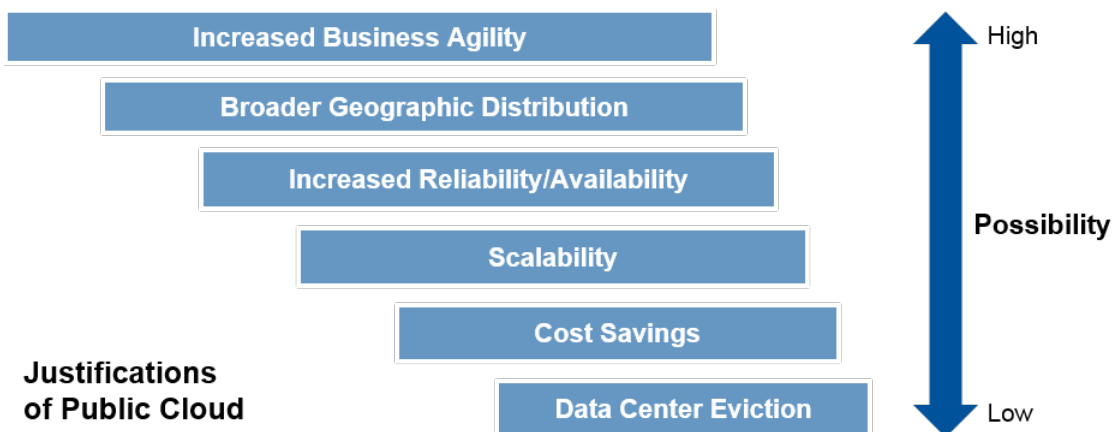 Increased Business Agility
High
Broader Geographic Distribution
Increased Reliability/Availability
Possibility
Scalability
Cost Savings
Justifications
of Public Cloud
Data Center Eviction
Low